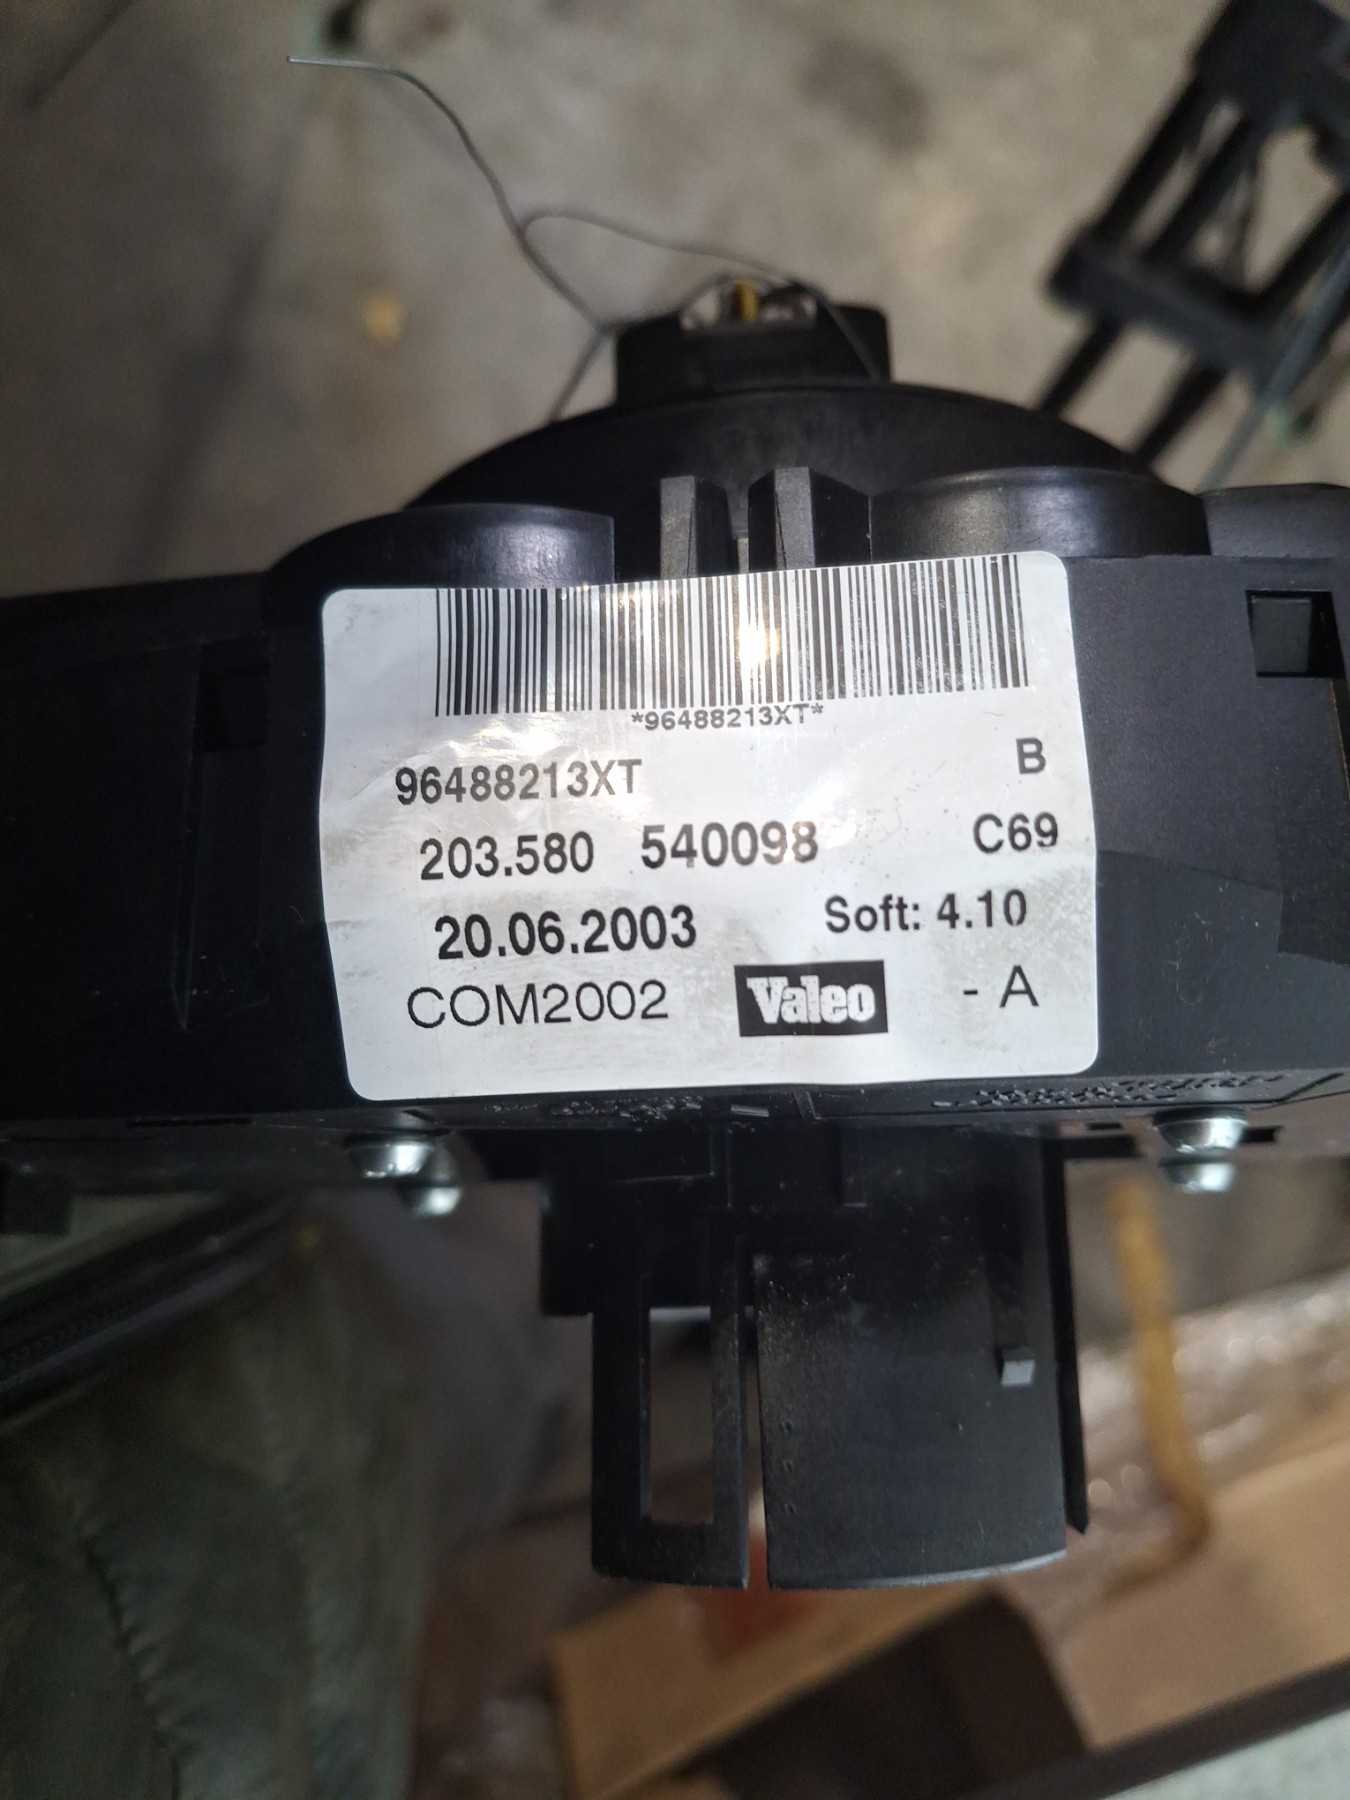 *96488213XT*
96488213XT B
203.580 540098 C69
20.06.2003 Soft: 4.10
COM2002 Valeo - A